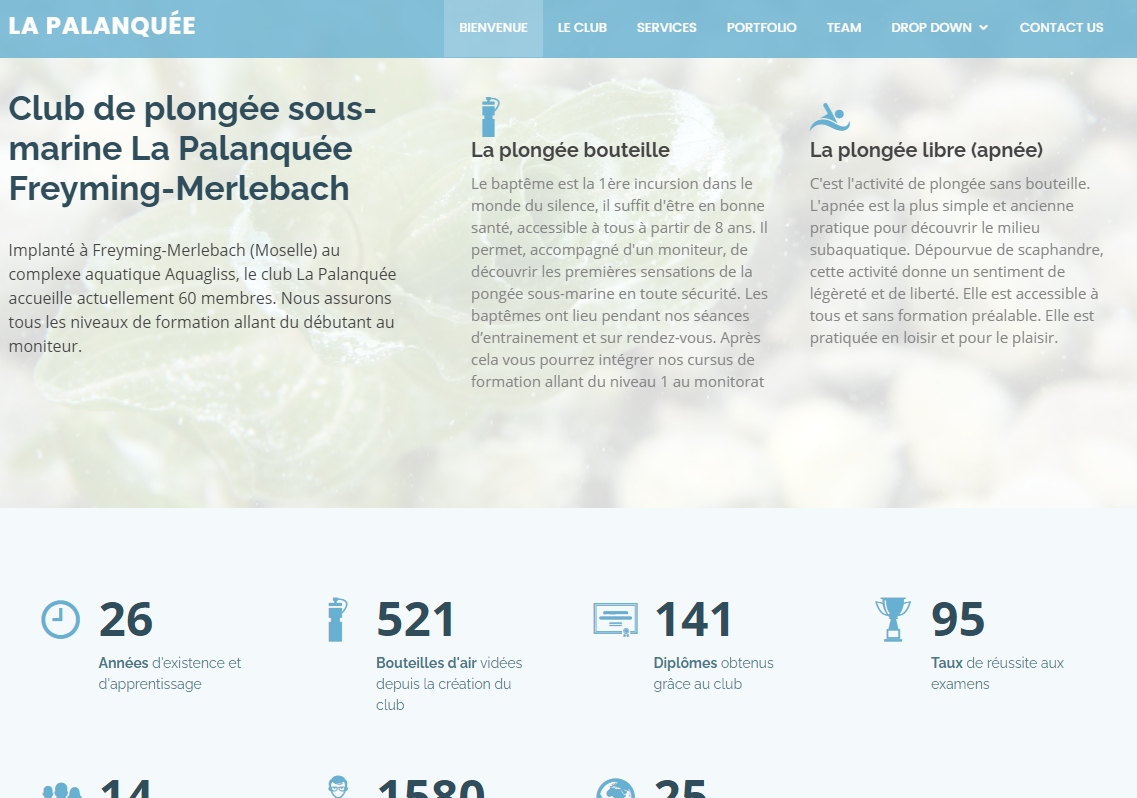 LA PALANQUÉE
BIENVENUE
LE CLUB
SERVICES
PORTFOLIO
TEAM
DROP DOWN
CONTACT US
Club de plongée sous-
marine La Palanquée
Freyming-Merlebach
Implanté à Freyming-Merlebach (Moselle) au
complexe aquatique Aquagliss, le club La Palanquée
accueille actuellement 60 membres. Nous assurons
tous les niveaux de formation allant du débutant au
moniteur.
La plongée bouteille
Le baptême est la 1ère incursion dans le
monde du silence, il suffit d'être en bonne
santé, accessible à tous à partir de 8 ans. Il
permet, accompagné d'un moniteur, de
découvrir les premières sensations de la
pongée sous-marine en toute sécurité. Les
baptêmes ont lieu pendant nos séances
d’entrainement et sur rendez-vous. Après
cela vous pourrez intégrer nos cursus de
formation allant du niveau 1 au monitorat
La plongée libre (apnée)
C'est l'activité de plongée sans bouteille.
L'apnée est la plus simple et ancienne
pratique pour découvrir le milieu
subaquatique. Dépourvue de scaphandre,
cette activité donne un sentiment de
légèreté et de liberté. Elle est accessible à
tous et sans formation préalable. Elle est
pratiquée en loisir et pour le plaisir.
26
Années d'existence et
d'apprentissage
521
Bouteilles d'air vidées
depuis la création du
club
141
Diplômes obtenus
grâce au club
95
Taux de réussite aux
examens
14
1580
25